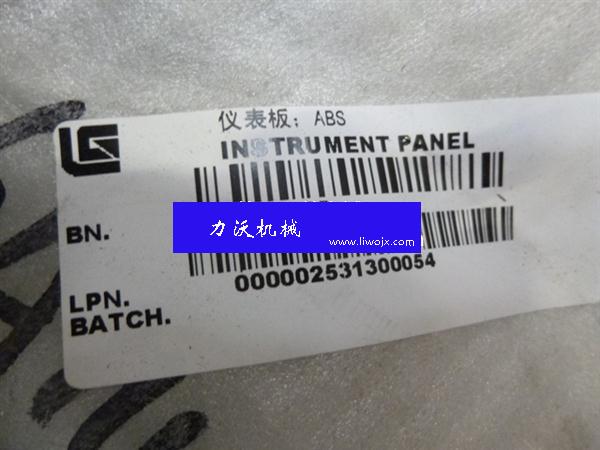 仪表板：ABS
INSTRUMENT PANEL
BN.
力沃机械
www.liwojx.com
000002531300054
LPN.
BATCH.